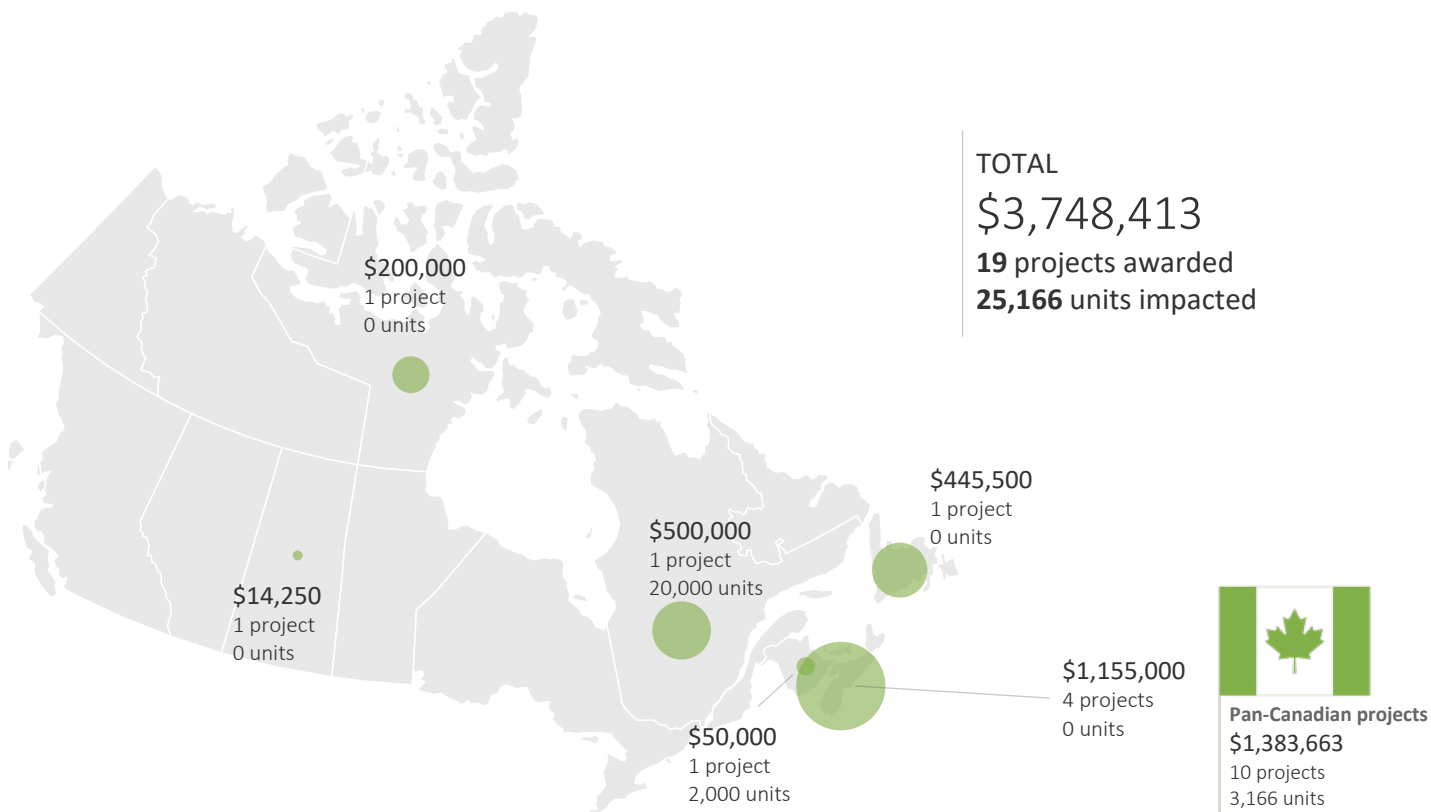 TOTAL
$3,748,413
19 projects awarded
25,166 units impacted
$200,000
1 project
0 units
$445,500
1 project
0 units
$500,000
1 project
20,000 units
$14,250
1 project
0 units
$1,155,000
4 projects
0 units
$50,000
1 project
2,000 units
Pan-Canadian projects
$1,383,663
10 projects
3,166 units